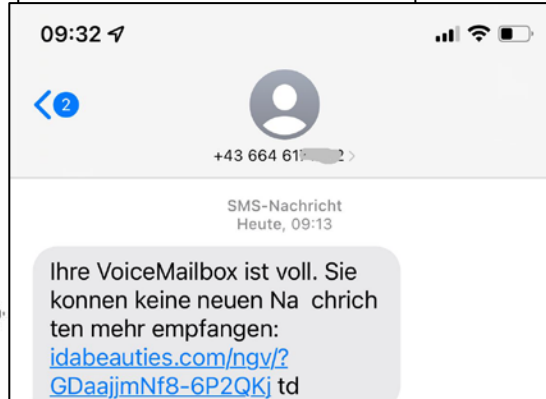 09:32
2
+43 664 61
SMS-Nachricht
Heute, 09:13
Ihre VoiceMailbox ist voll. Sie
konnen keine neuen Na chrich
ten mehr empfangen:
idabeauties.com/ngv/?
GDaajjmNf8-6P2QKj td